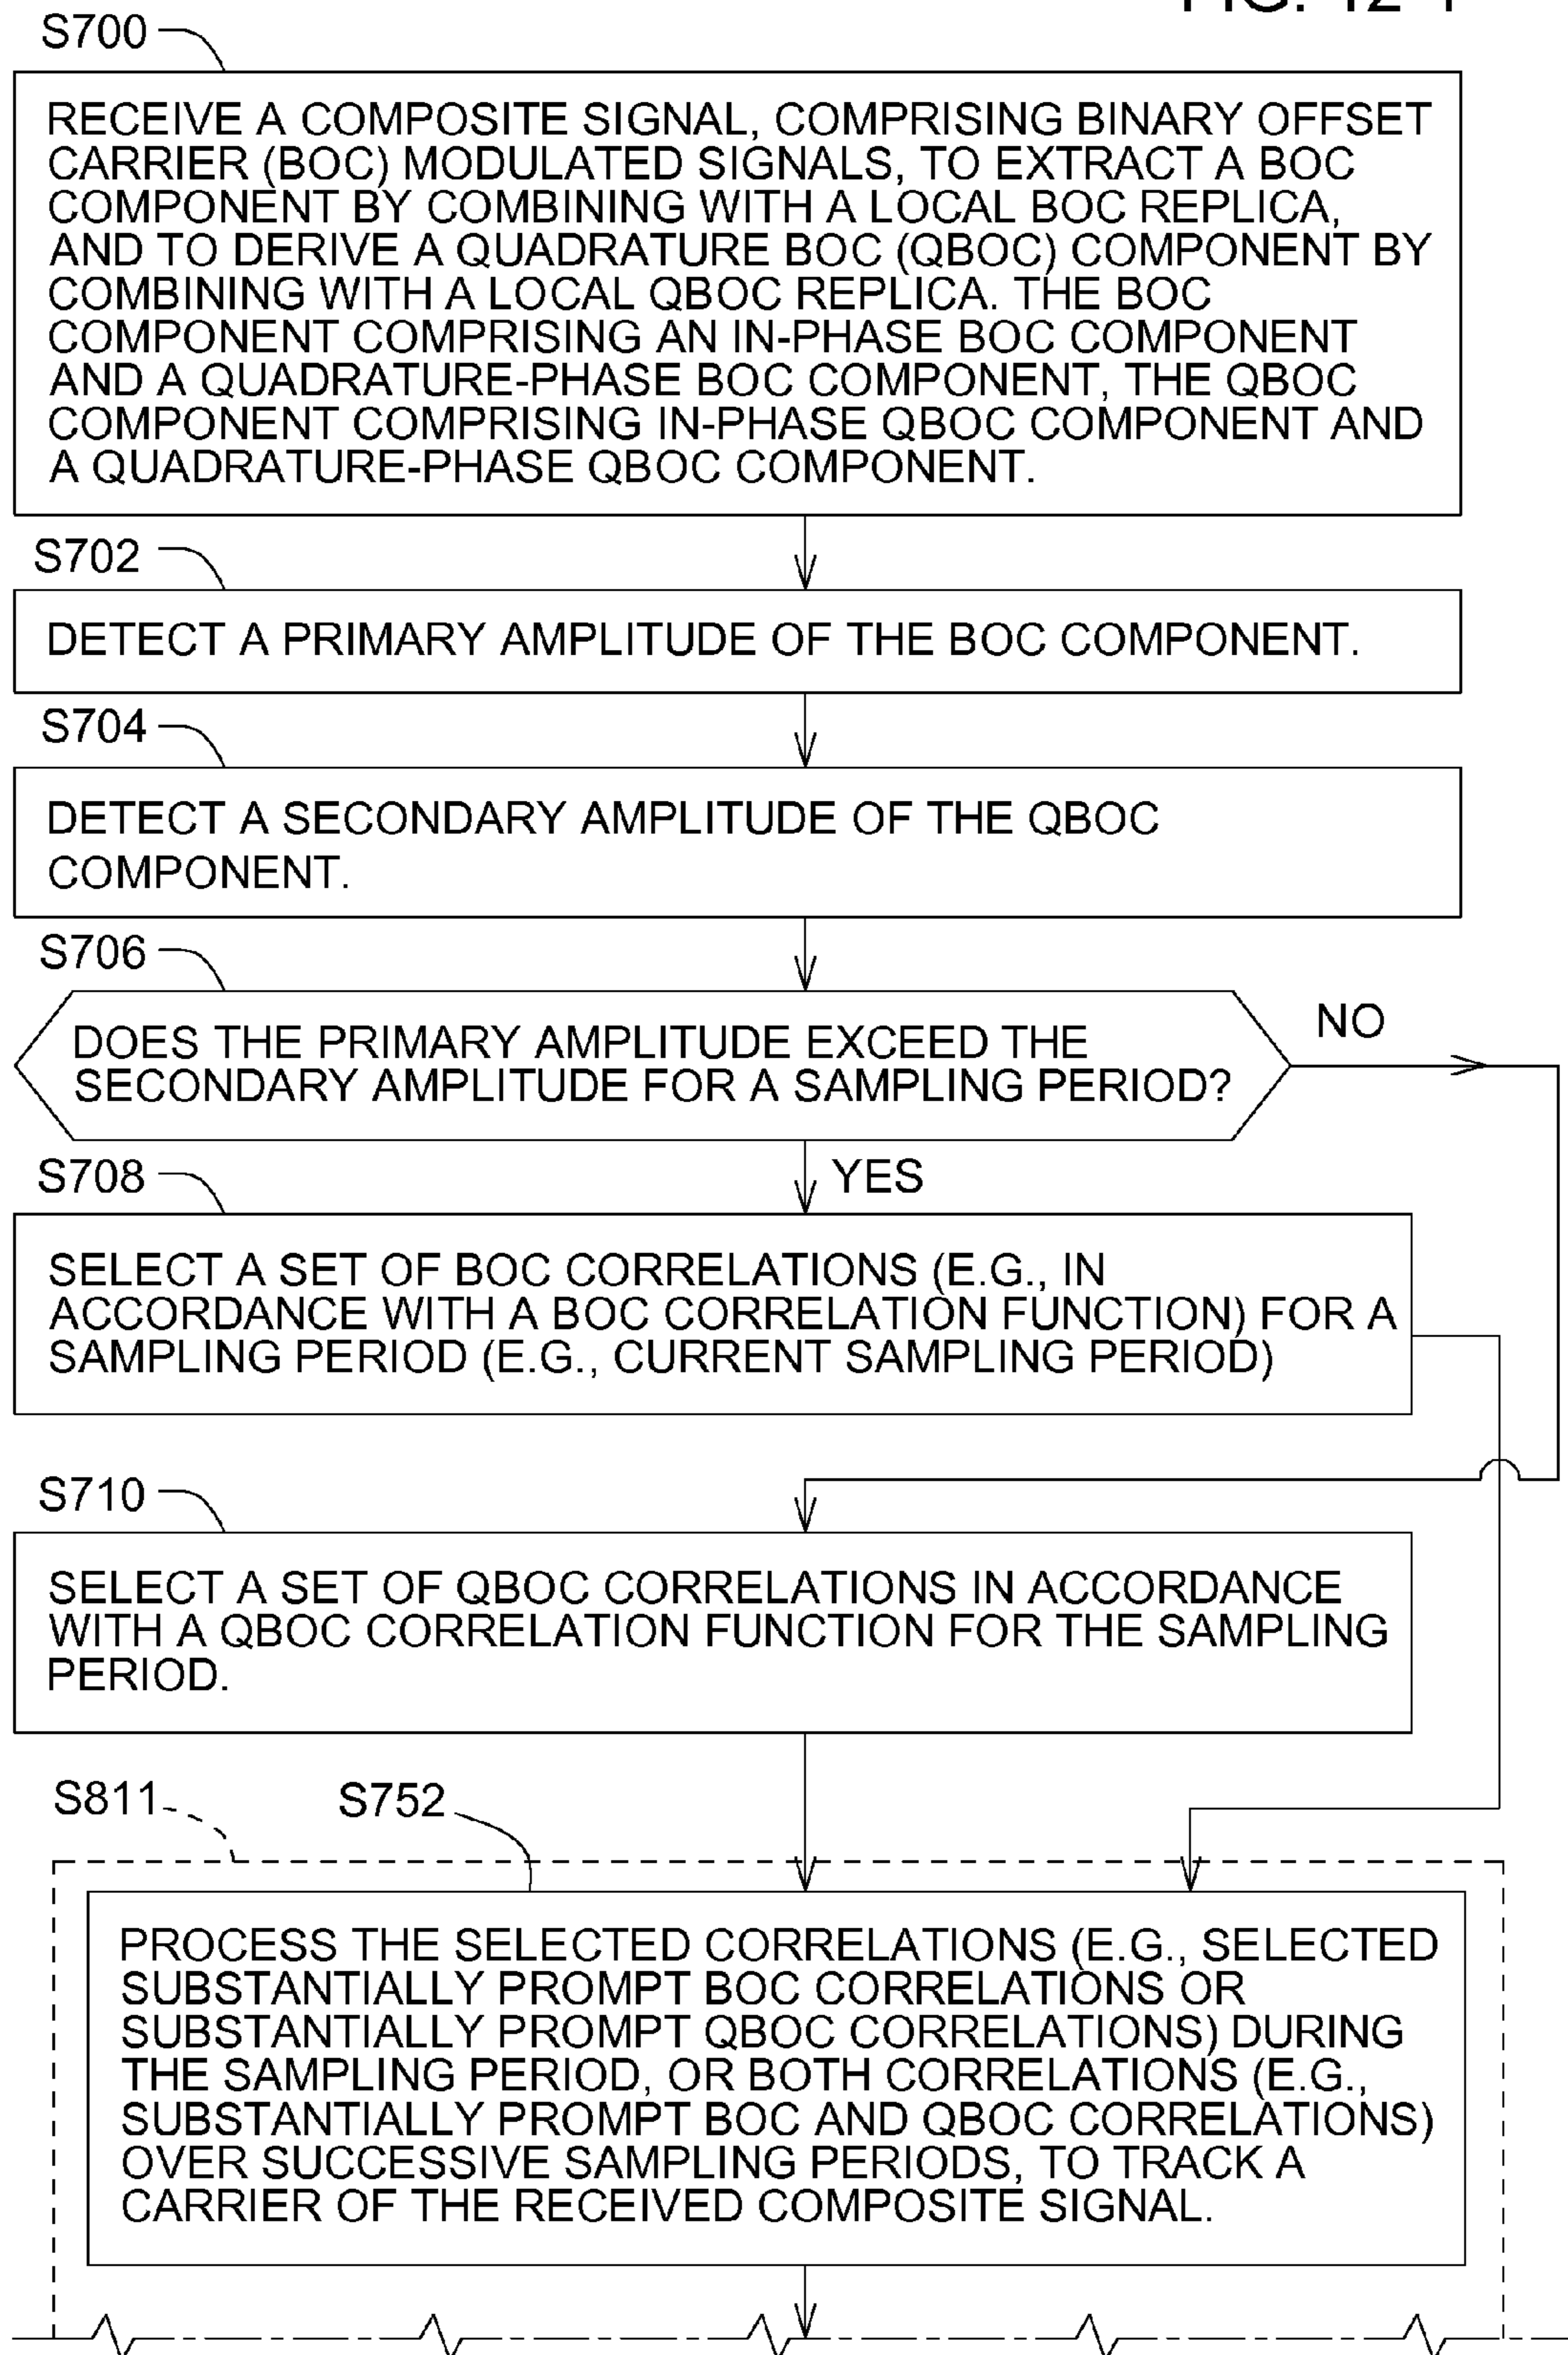 FIG. 12-1
S700
RECEIVE A COMPOSITE SIGNAL, COMPRISING BINARY OFFSET
CARRIER (BOC) MODULATED SIGNALS, TO EXTRACT A BOC
COMPONENT BY COMBINING WITH A LOCAL BOC REPLICA,
AND TO DERIVE A QUADRATURE BOC (QBOC) COMPONENT BY
COMBINING WITH A LOCAL QBOC REPLICA. THE BOC
COMPONENT COMPRISING AN IN-PHASE BOC COMPONENT
AND A QUADRATURE-PHASE BOC COMPONENT, THE QBOC
COMPONENT COMPRISING IN-PHASE QBOC COMPONENT AND
A QUADRATURE-PHASE QBOC COMPONENT.
S702
DETECT A PRIMARY AMPLITUDE OF THE BOC COMPONENT.
S704
DETECT A SECONDARY AMPLITUDE OF THE QBOC
COMPONENT.
S706
DOES THE PRIMARY AMPLITUDE EXCEED THE
SECONDARY AMPLITUDE FOR A SAMPLING PERIOD?
NO
YES
S708
SELECT A SET OF BOC CORRELATIONS (E.G., IN
ACCORDANCE WITH A BOC CORRELATION FUNCTION) FOR A
SAMPLING PERIOD (E.G., CURRENT SAMPLING PERIOD)
S710
SELECT A SET OF QBOC CORRELATIONS IN ACCORDANCE
WITH A QBOC CORRELATION FUNCTION FOR THE SAMPLING
PERIOD.
S811
S752
PROCESS THE SELECTED CORRELATIONS (E.G., SELECTED
SUBSTANTIALLY PROMPT BOC CORRELATIONS OR
SUBSTANTIALLY PROMPT QBOC CORRELATIONS) DURING
THE SAMPLING PERIOD, OR BOTH CORRELATIONS (E.G.,
SUBSTANTIALLY PROMPT BOC AND QBOC CORRELATIONS)
OVER SUCCESSIVE SAMPLING PERIODS, TO TRACK A
CARRIER OF THE RECEIVED COMPOSITE SIGNAL.